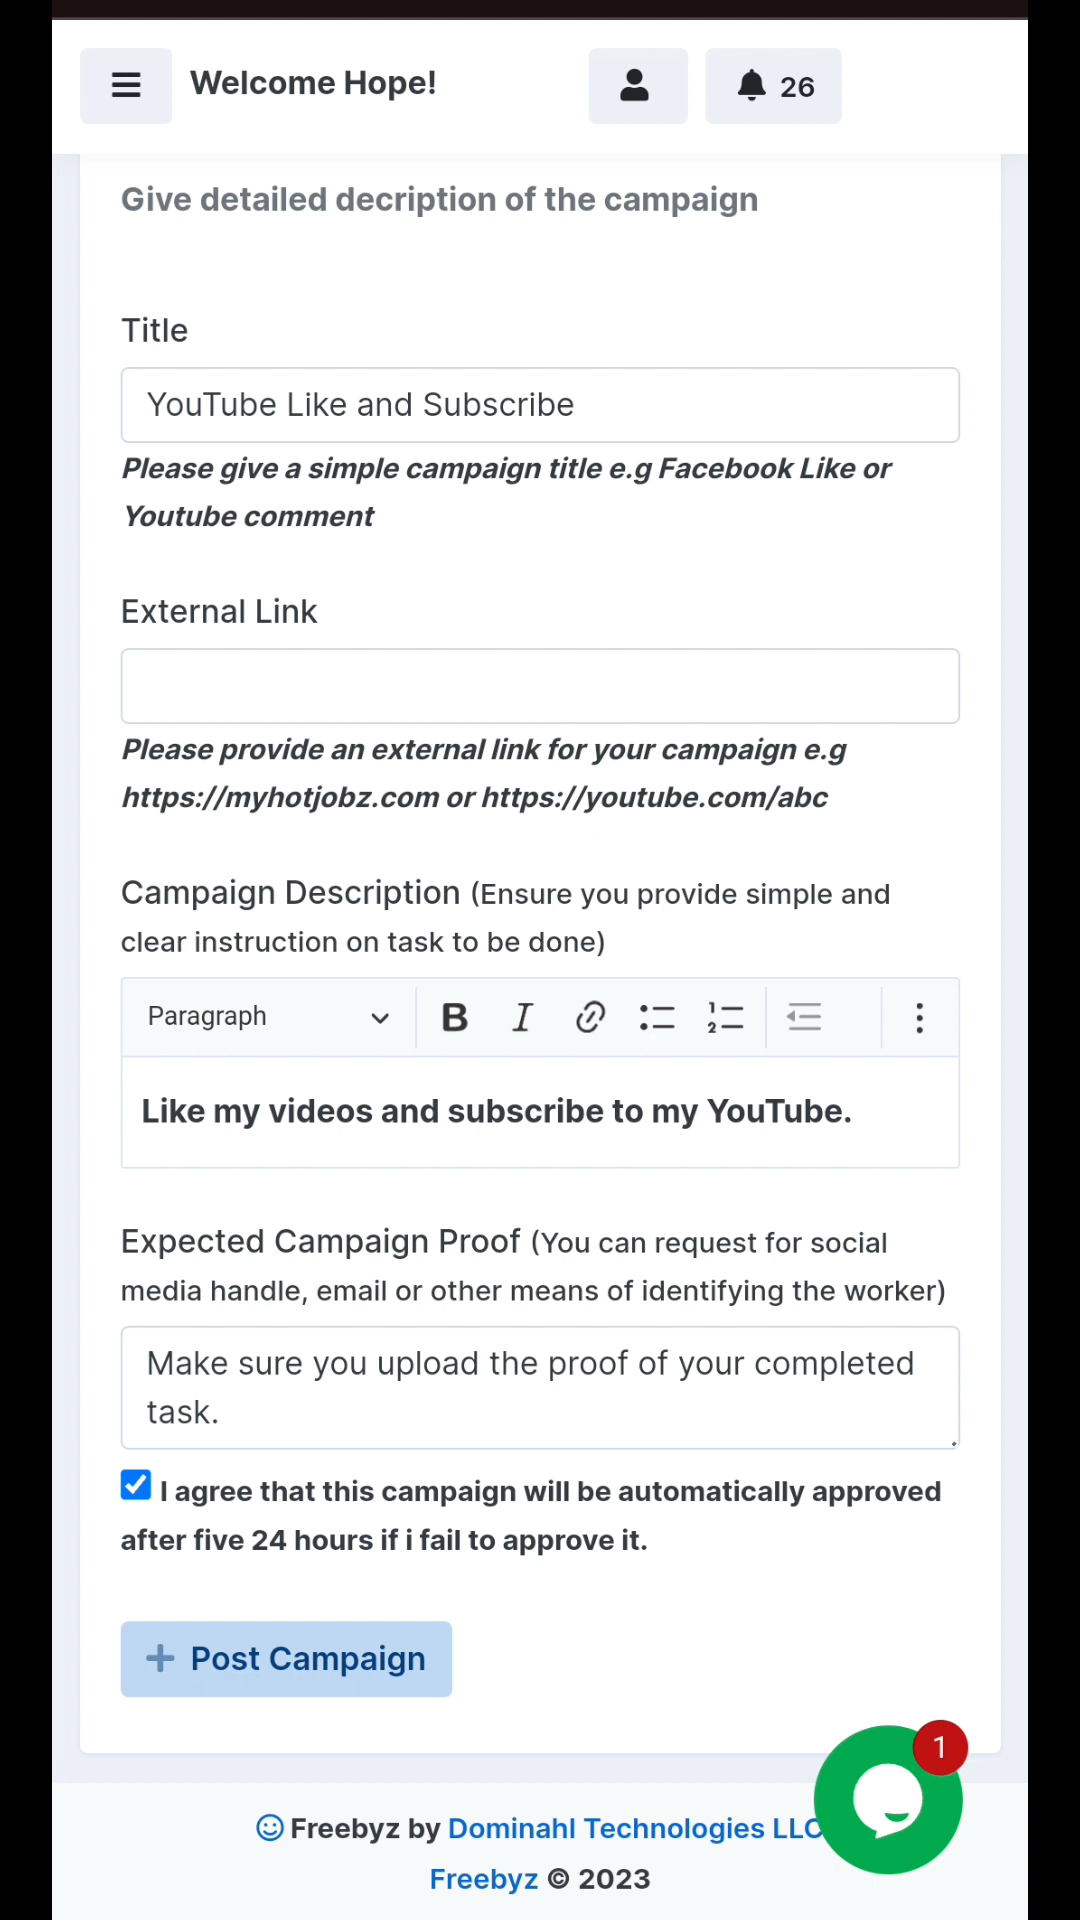 Welcome Hope!
26
Give detailed decription of the campaign
Title
YouTube Like and Subscribe
Please give a simple campaign title e.g Facebook Like or
Youtube comment
External Link
Please provide an external link for your campaign e.g
https://myhotjobz.com or https://youtube.com/abc
Campaign Description (Ensure you provide simple and
clear instruction on task to be done)
Paragraph
Like my videos and subscribe to my YouTube.
Expected Campaign Proof (You can request for social
media handle, email or other means of identifying the worker)
Make sure you upload the proof of your completed
task.
I agree that this campaign will be automatically approved
after five 24 hours if i fail to approve it.
Post Campaign
1
Freebyz by Dominahl Technologies LLC
Freebyz © 2023